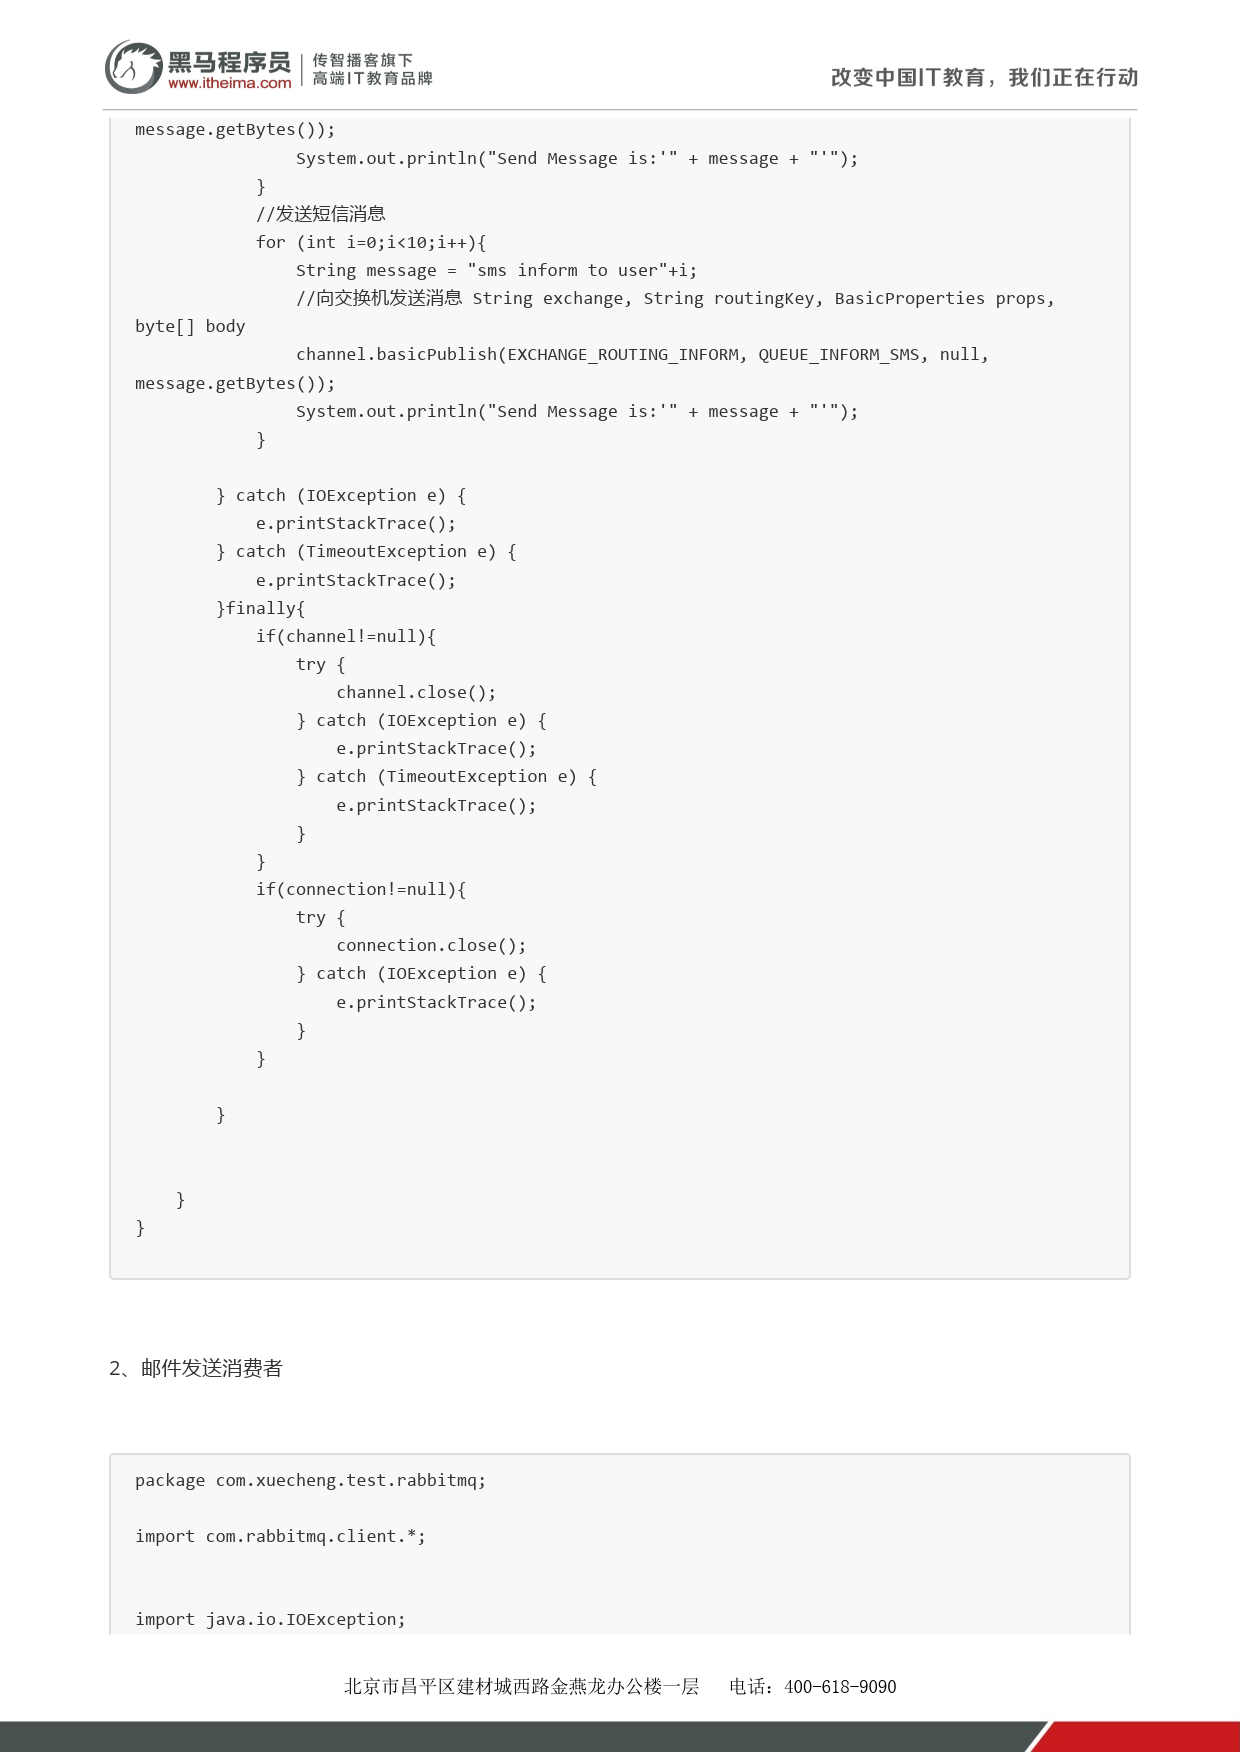 黑马程序员
www.itheima.com
传智播客旗下
高端IT教育品牌
改变中国IT教育，我们正在行动
message.getBytes());
                System.out.println("Send Message is:'" + message + "'");
            }
            //发送短信消息
            for (int i=0;i<10;i++){
                String message = "sms inform to user"+i;
                //向交换机发送消息 String exchange, String routingKey, BasicProperties props,
byte[] body
                channel.basicPublish(EXCHANGE_ROUTING_INFORM, QUEUE_INFORM_SMS, null,
message.getBytes());
                System.out.println("Send Message is:'" + message + "'");
            }

        } catch (IOException e) {
            e.printStackTrace();
        } catch (TimeoutException e) {
            e.printStackTrace();
        }finally{
            if(channel!=null){
                try {
                    channel.close();
                } catch (IOException e) {
                    e.printStackTrace();
                } catch (TimeoutException e) {
                    e.printStackTrace();
                }
            }
            if(connection!=null){
                try {
                    connection.close();
                } catch (IOException e) {
                    e.printStackTrace();
                }
            }

        }


    }
}
2、邮件发送消费者
package com.xuecheng.test.rabbitmq;

import com.rabbitmq.client.*;


import java.io.IOException;
北京市昌平区建材城西路金燕龙办公楼一层 电话：400-618-9090